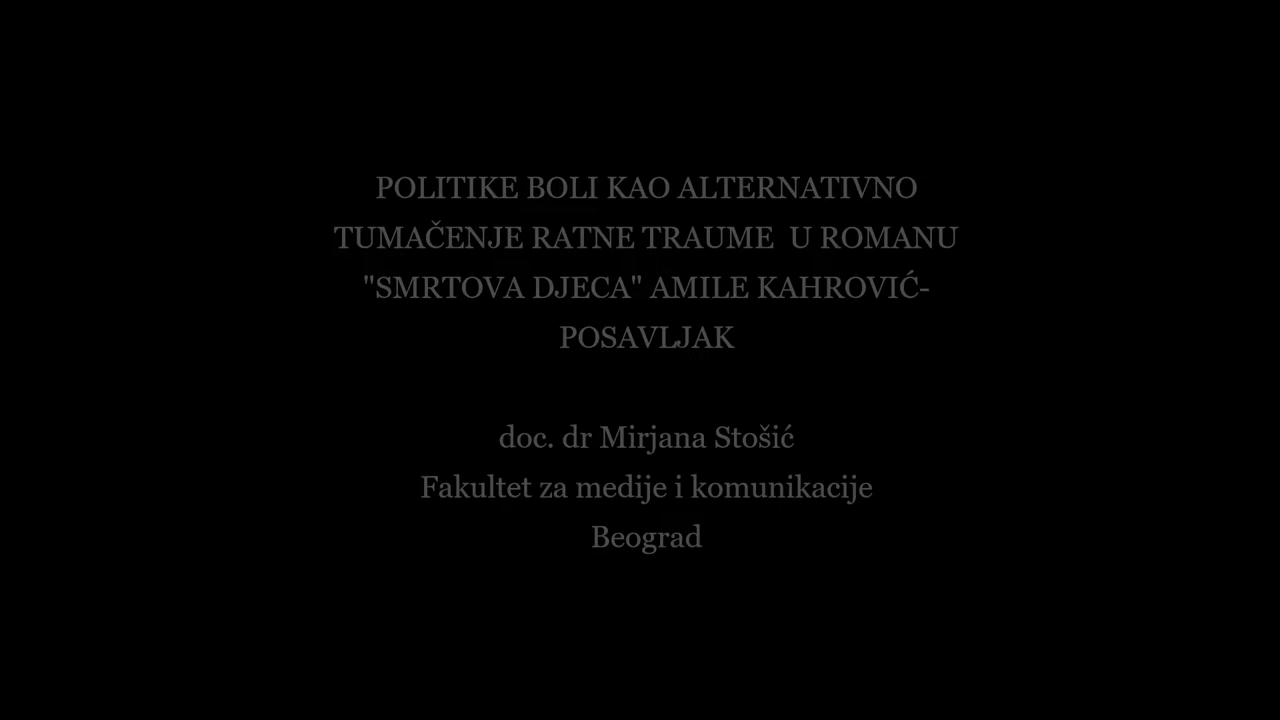 POLITIKE BOLI KAO ALTERNATIVNO
TUMAČENJE RATNE TRAUME  U ROMANU
"SMRTOVA DJECA" AMILE KAHROVIĆ-
POSAVLJAK
doc. dr Mirjana Stošić
Fakultet za medije i komunikacije
Beograd